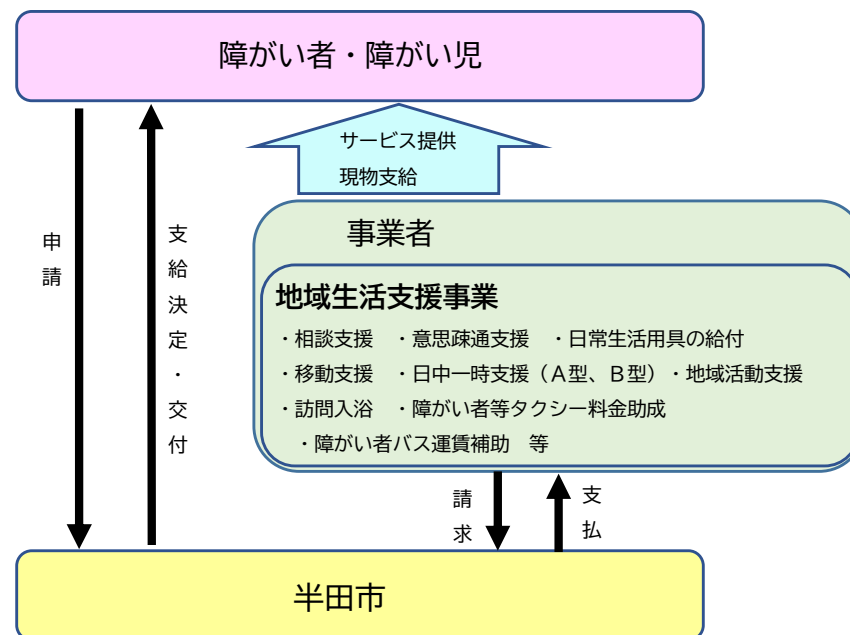 障がい者・障がい児
サービス提供
現物支給
申請
支給決定・交付
事業者
地域生活支援事業
・相談支援　・意思疎通支援　・日常生活用具の給付
・移動支援　・日中一時支援（Ａ型、Ｂ型）・地域活動支援
・訪問入浴　・障がい者等タクシー料金助成
・障がい者バス運賃補助　等
請求
支払
半田市